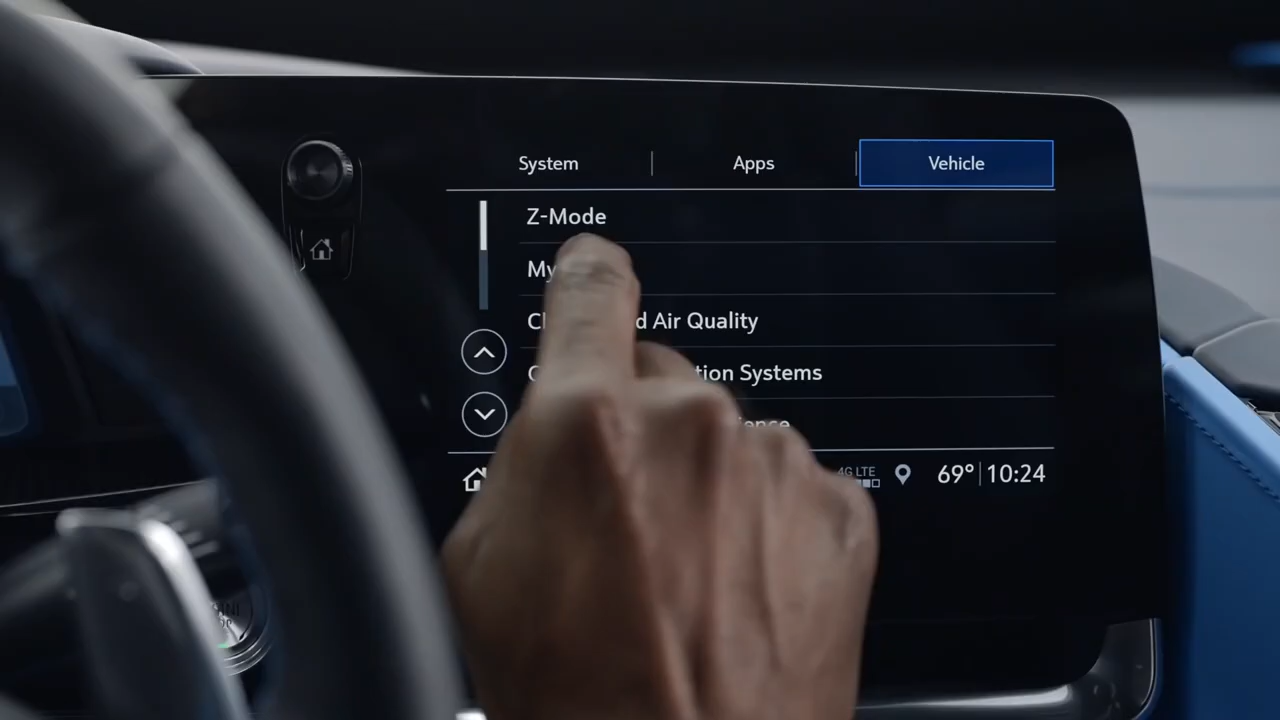 System Apps Vehicle
Z-Mode
My
d Air Quality
tion Systems
4G LTE 69° 10:24